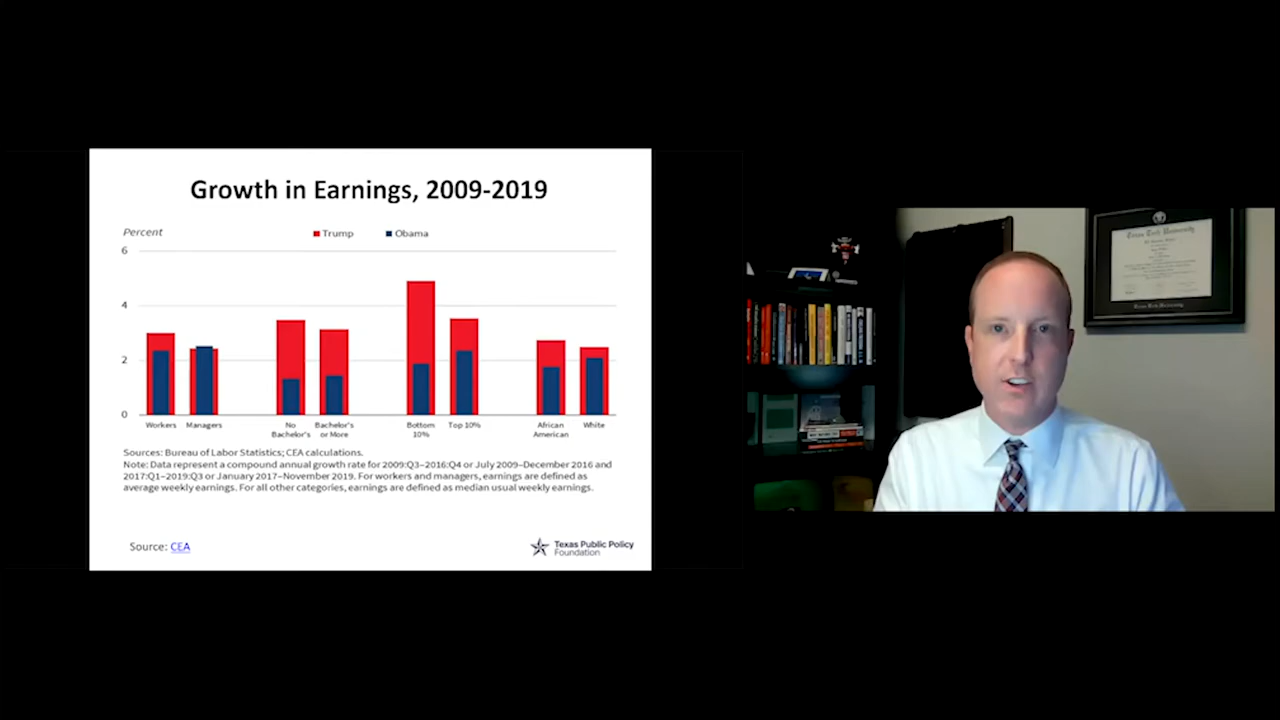 Growth in Earnings, 2009-2019
Percent
Trump
Obama
6
4
2
0
Workers
Managers
No Bachelor's
Bachelor's or More
Bottom 10%
Top 10%
African American
White
Sources: Bureau of Labor Statistics; CEA calculations.
Note: Data represent a compound annual growth rate for 2009:Q3–2016:Q4 or July 2009–December 2016 and
2017:Q1–2019:Q3 or January 2017–November 2019. For workers and managers, earnings are defined as
average weekly earnings. For all other categories, earnings are defined as median usual weekly earnings.
Source: CEA
Texas Public Policy
Foundation
Texas Tech University